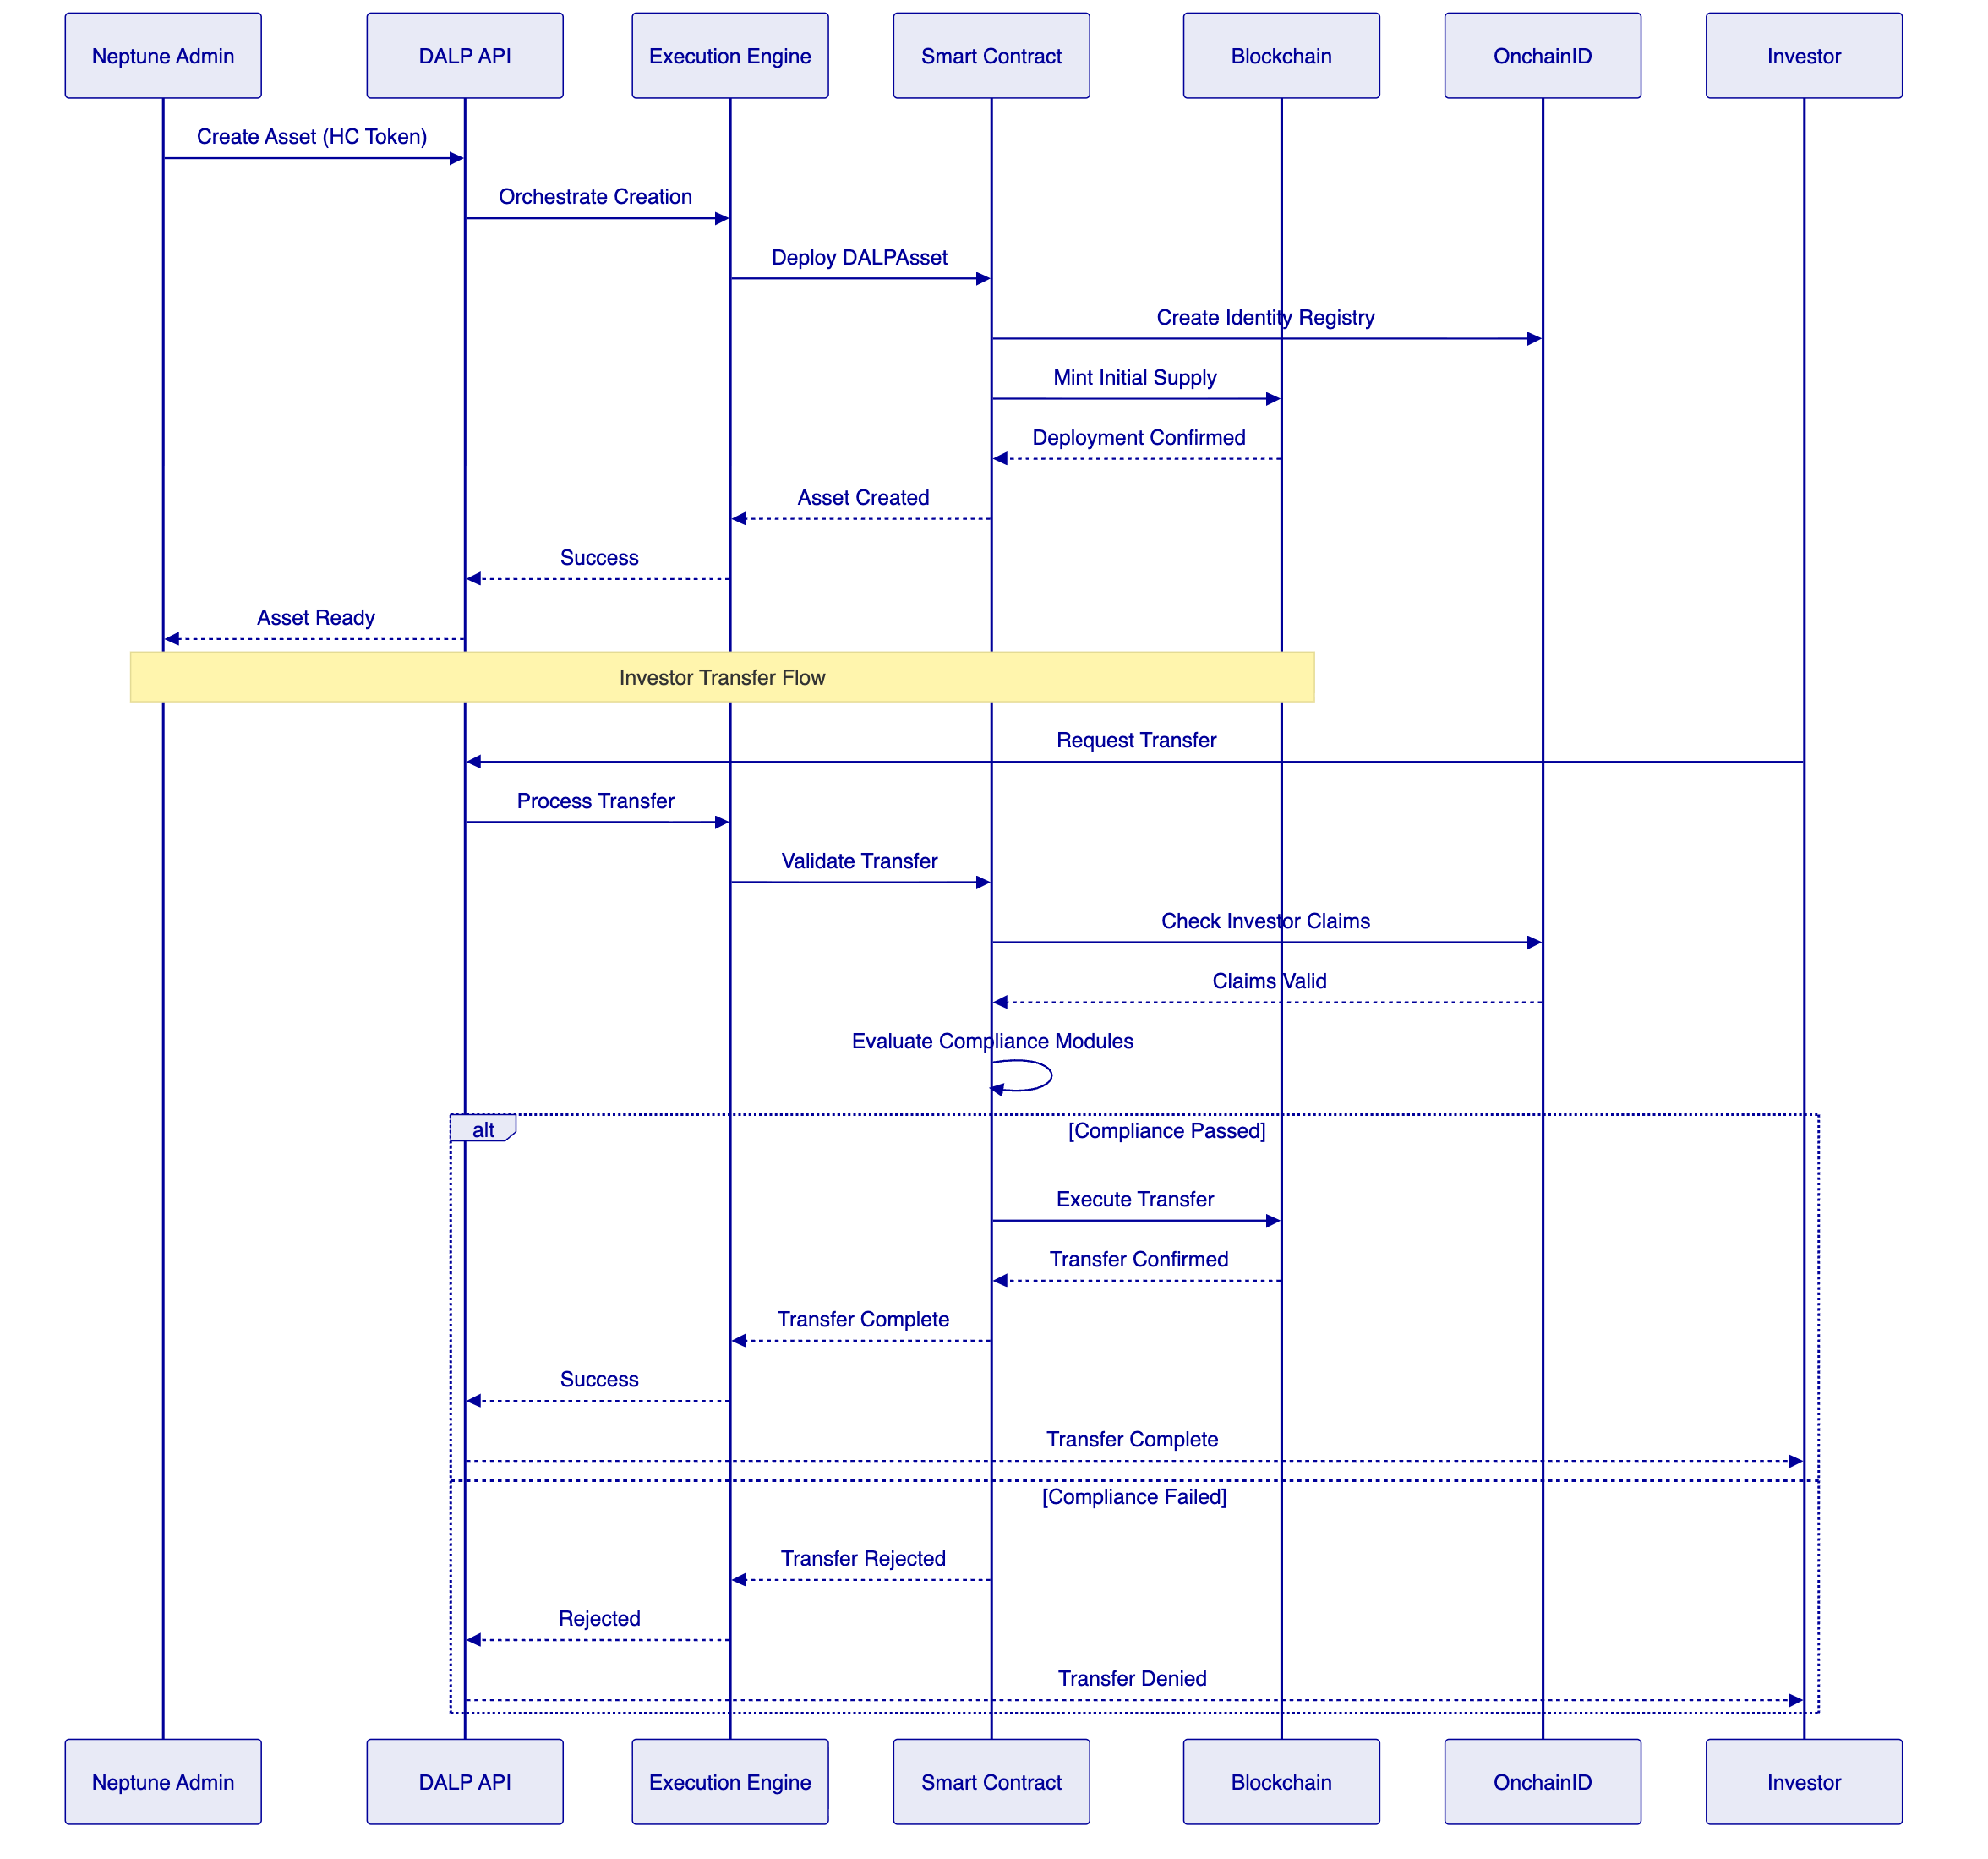 Neptune Admin
DALP API
Execution Engine
Smart Contract
Blockchain
OnchainID
Investor
Create Asset (HC Token)
Orchestrate Creation
Deploy DALPAsset
Create Identity Registry
Mint Initial Supply
Deployment Confirmed
Asset Created
Success
Asset Ready
Investor Transfer Flow
Request Transfer
Process Transfer
Validate Transfer
Check Investor Claims
Claims Valid
Evaluate Compliance Modules
alt
[Compliance Passed]
Execute Transfer
Transfer Confirmed
Transfer Complete
Success
Transfer Complete
[Compliance Failed]
Transfer Rejected
Rejected
Transfer Denied
Neptune Admin
DALP API
Execution Engine
Smart Contract
Blockchain
OnchainID
Investor